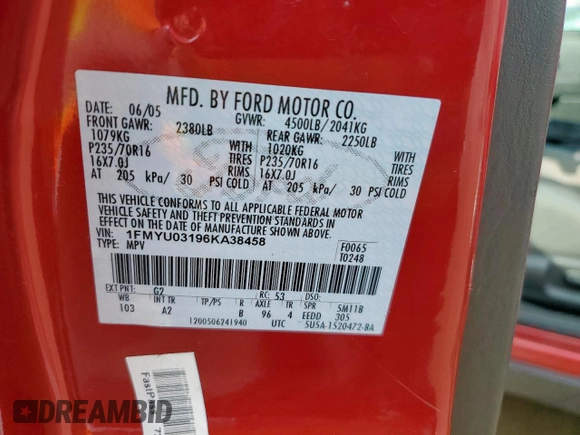 MFD. BY FORD MOTOR CO.
DATE: 06/05 GVWR: 4500LB/2041KG
FRONT GAWR: 2380LB REAR GAWR: 2250LB
1079KG WITH 1020KG WITH
P235/70R16 TIRES P235/70R16 TIRES
16X7.0J RIMS 16X7.0J RIMS
AT 205 kPa/ 30 PSI COLD AT 205 kPa/ 30 PSI COLD
THIS VEHICLE CONFORMS TO ALL APPLICABLE FEDERAL MOTOR
VEHICLE SAFETY AND THEFT PREVENTION STANDARDS IN
EFFECT ON THE DATE OF MANUFACTURE SHOWN ABOVE.
VIN: 1FMYU03196KA38458 F0065
TYPE: MPV T0248
EXT PNT: G2 RC: 53 DSO:
WB INT TR TP/PS R AXLE TR SPR 5M11B
103 A2 B 96 4 EEDD 305
1200506241940 UTC 5U5A-1520472-BA
FastP
DREAMBID